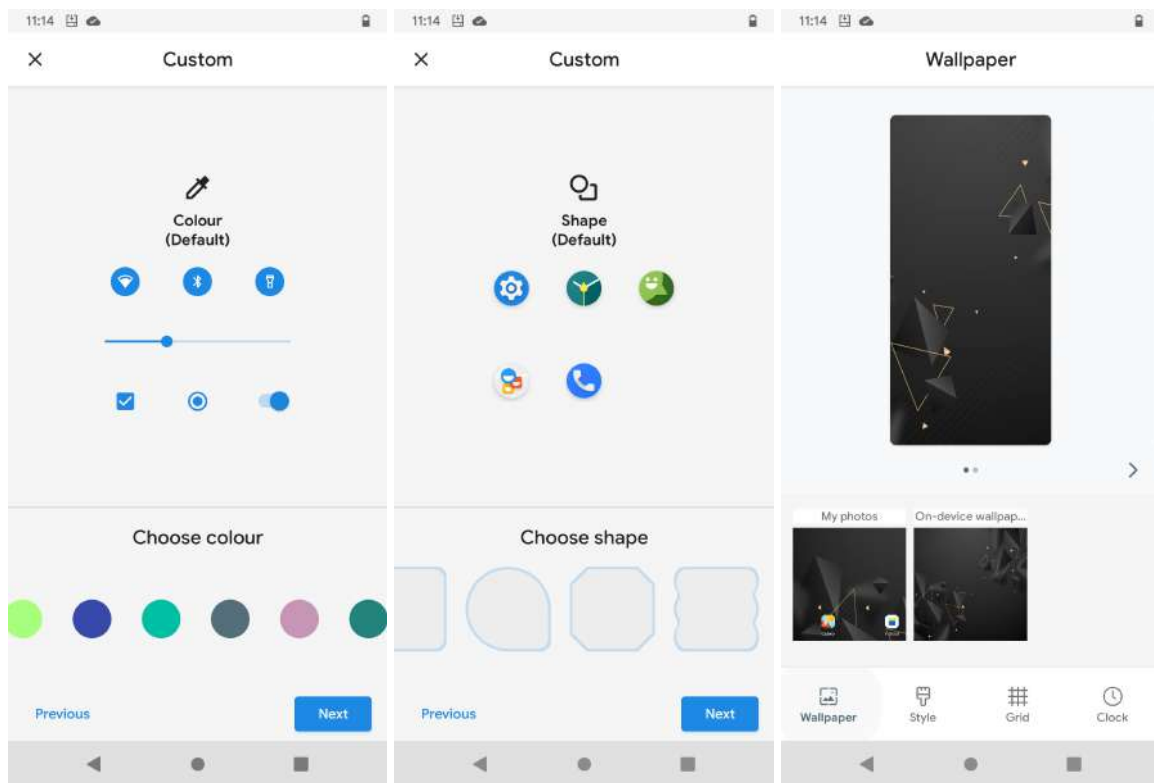 11:14
Custom
Colour
(Default)
Choose colour
Previous
Next
11:14
Custom
Shape
(Default)
Choose shape
Previous
Next
11:14
Wallpaper
My photos
On-device wallpap...
Wallpaper
Style
Grid
Clock